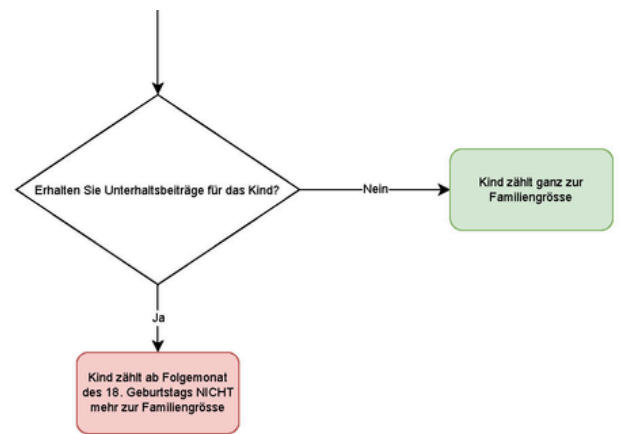 Erhalten Sie Unterhaltsbeiträge für das Kind?
Nein
Kind zählt ganz zur
Familiengrösse
Ja
Kind zählt ab Folgemonat
des 18. Geburtstags NICHT
mehr zur Familiengrösse